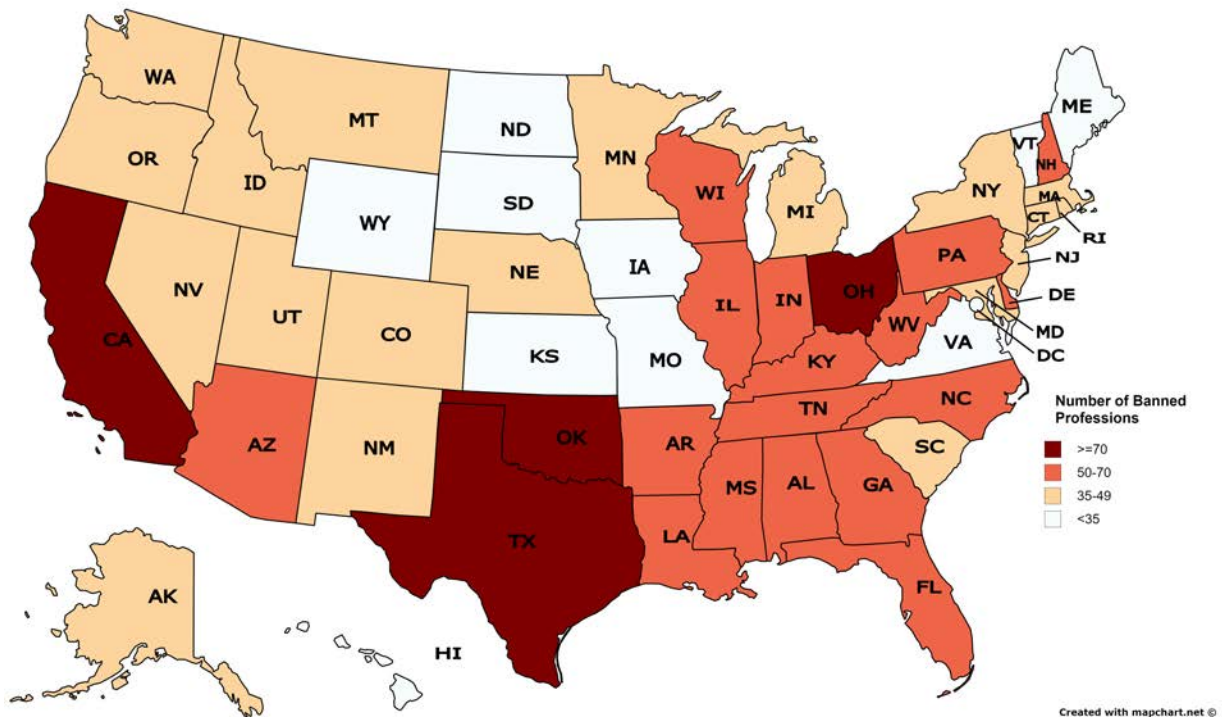 WA
MT
ND
MN
ME
VT
NH
OR
ID
WY
SD
WI
MI
NY
MA
CT
RI
NJ
PA
NE
IA
NV
UT
CO
IL
IN
OH
DE
MD
DC
WV
VA
KS
MO
KY
CA
AZ
NM
OK
AR
TN
NC
SC
TX
LA
MS
AL
GA
FL
AK
HI
Number of Banned
Professions
>=70
50-70
35-49
<35
Created with mapchart.net ©